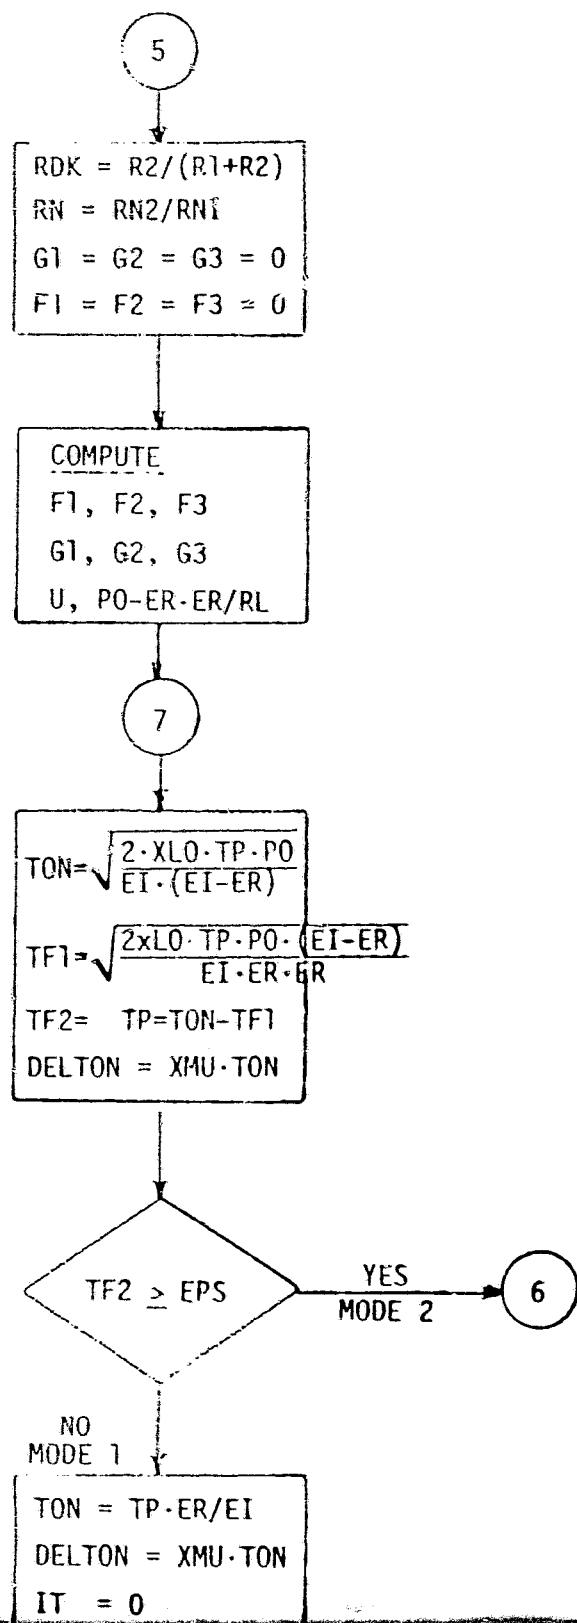 5
RDK = R2/(R1+R2)
RN = RN2/RN1
G1 = G2 = G3 = 0
F1 = F2 = F3 = 0
COMPUTE
F1, F2, F3
G1, G2, G3
U, PO-ER·ER/RL
7
TON=√(2·XLO·TP·PO / EI·(EI-ER))
TF1=√(2xLO·TP·PO·(EI-ER) / EI·ER·ER)
TF2= TP=TON-TF1
DELTON = XMU·TON
TF2 ≥ EPS
YES
MODE 2
6
NO
MODE 1
TON = TP·ER/EI
DELTON = XMU·TON
IT = 0